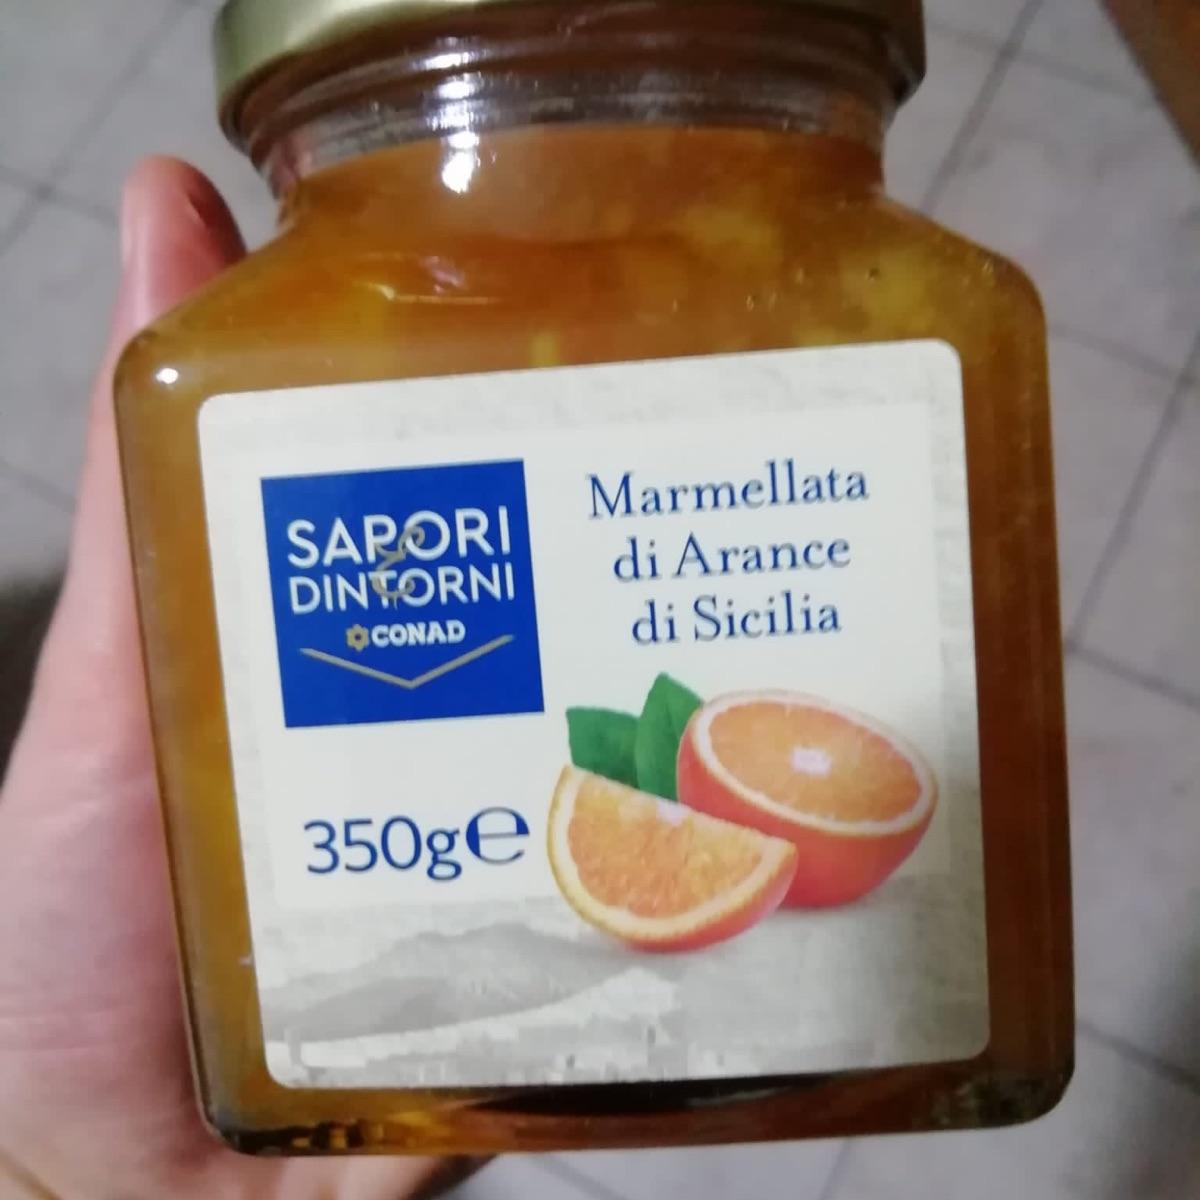 SAPORI
&
DINTORNI
CONAD
Marmellata
di Arance
di Sicilia
350g℮